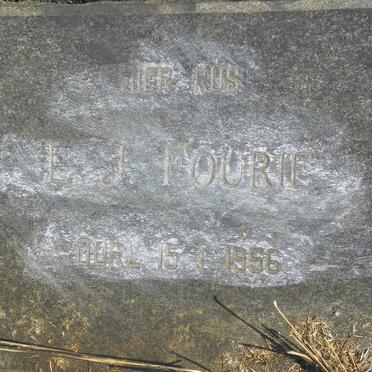 HIER RUS
L. J. FOURIE
OORL. 15 1 1956